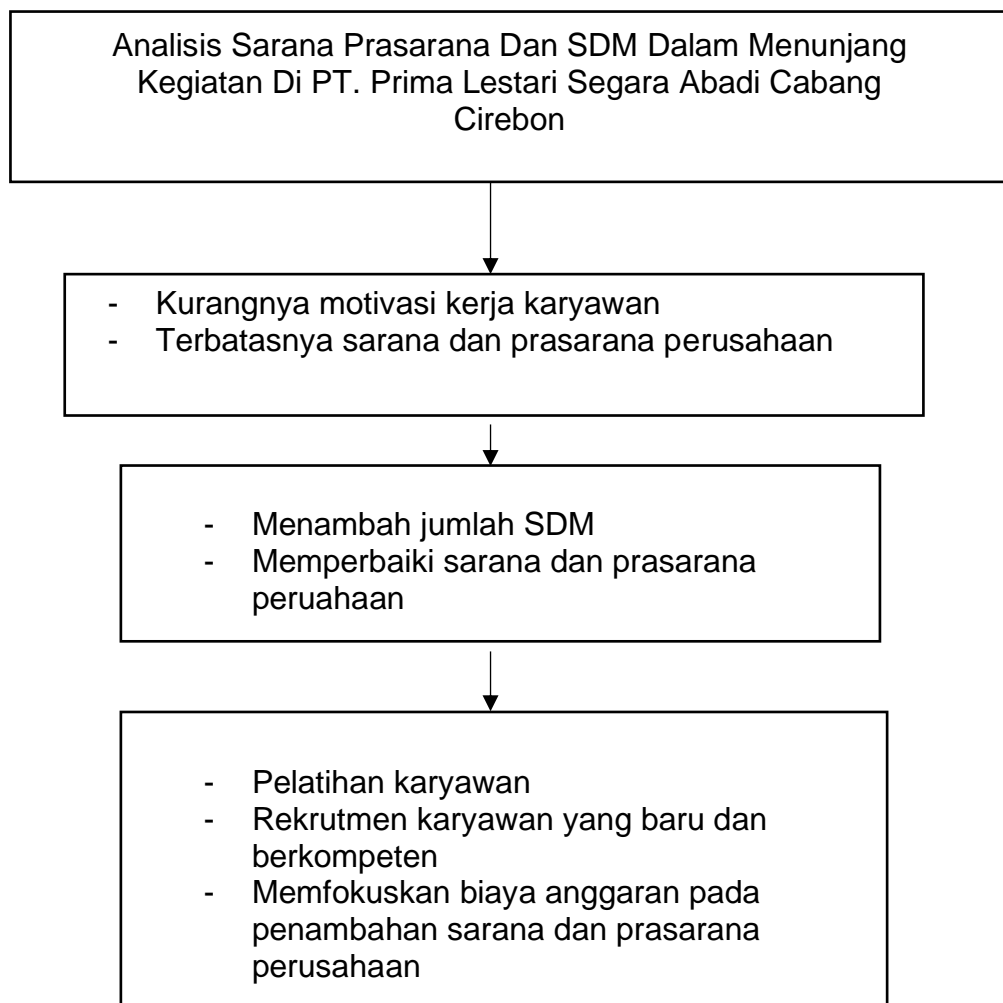 Analisis Sarana Prasarana Dan SDM Dalam Menunjang
Kegiatan Di PT. Prima Lestari Segara Abadi Cabang
Cirebon
- Kurangnya motivasi kerja karyawan
- Terbatasnya sarana dan prasarana perusahaan
- Menambah jumlah SDM
- Memperbaiki sarana dan prasarana
peruahaan
- Pelatihan karyawan
- Rekrutmen karyawan yang baru dan
berkompeten
- Memfokuskan biaya anggaran pada
penambahan sarana dan prasarana
perusahaan